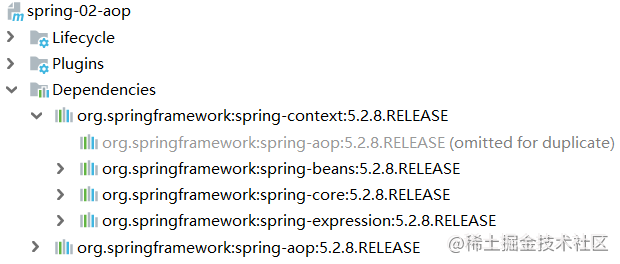 spring-02-aop
Lifecycle
Plugins
Dependencies
org.springframework:spring-context:5.2.8.RELEASE
org.springframework:spring-aop:5.2.8.RELEASE (omitted for duplicate)
org.springframework:spring-beans:5.2.8.RELEASE
org.springframework:spring-core:5.2.8.RELEASE
org.springframework:spring-expression:5.2.8.RELEASE
org.springframework:spring-aop:5.2.8.RELEASE
@稀土掘金技术社区